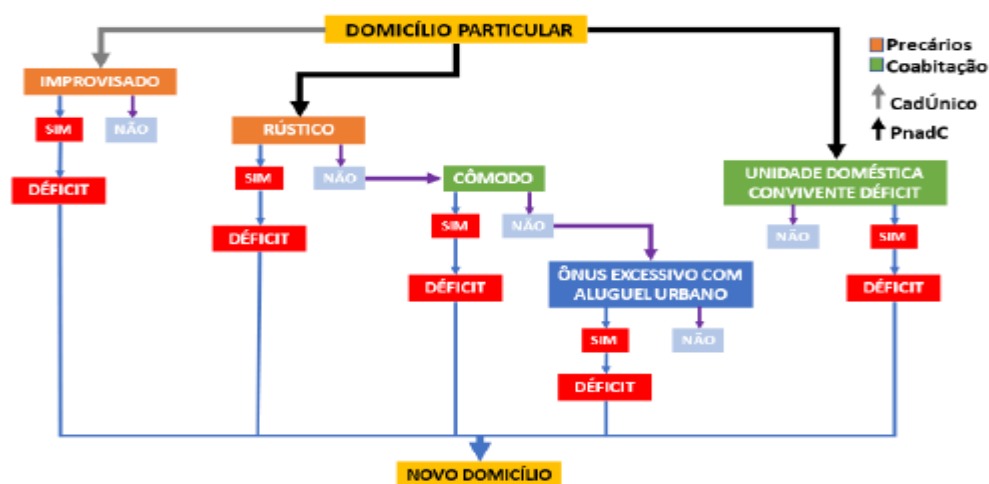 DOMICÍLIO PARTICULAR
Precários
Coabitação
CadÚnico
PnadC
IMPROVISADO
SIM
NÃO
DÉFICIT
RÚSTICO
SIM
NÃO
DÉFICIT
CÔMODO
SIM
NÃO
DÉFICIT
ÔNUS EXCESSIVO COM
ALUGUEL URBANO
SIM
NÃO
DÉFICIT
UNIDADE DOMÉSTICA
CONVIVENTE DÉFICIT
NÃO
SIM
DÉFICIT
NOVO DOMICÍLIO